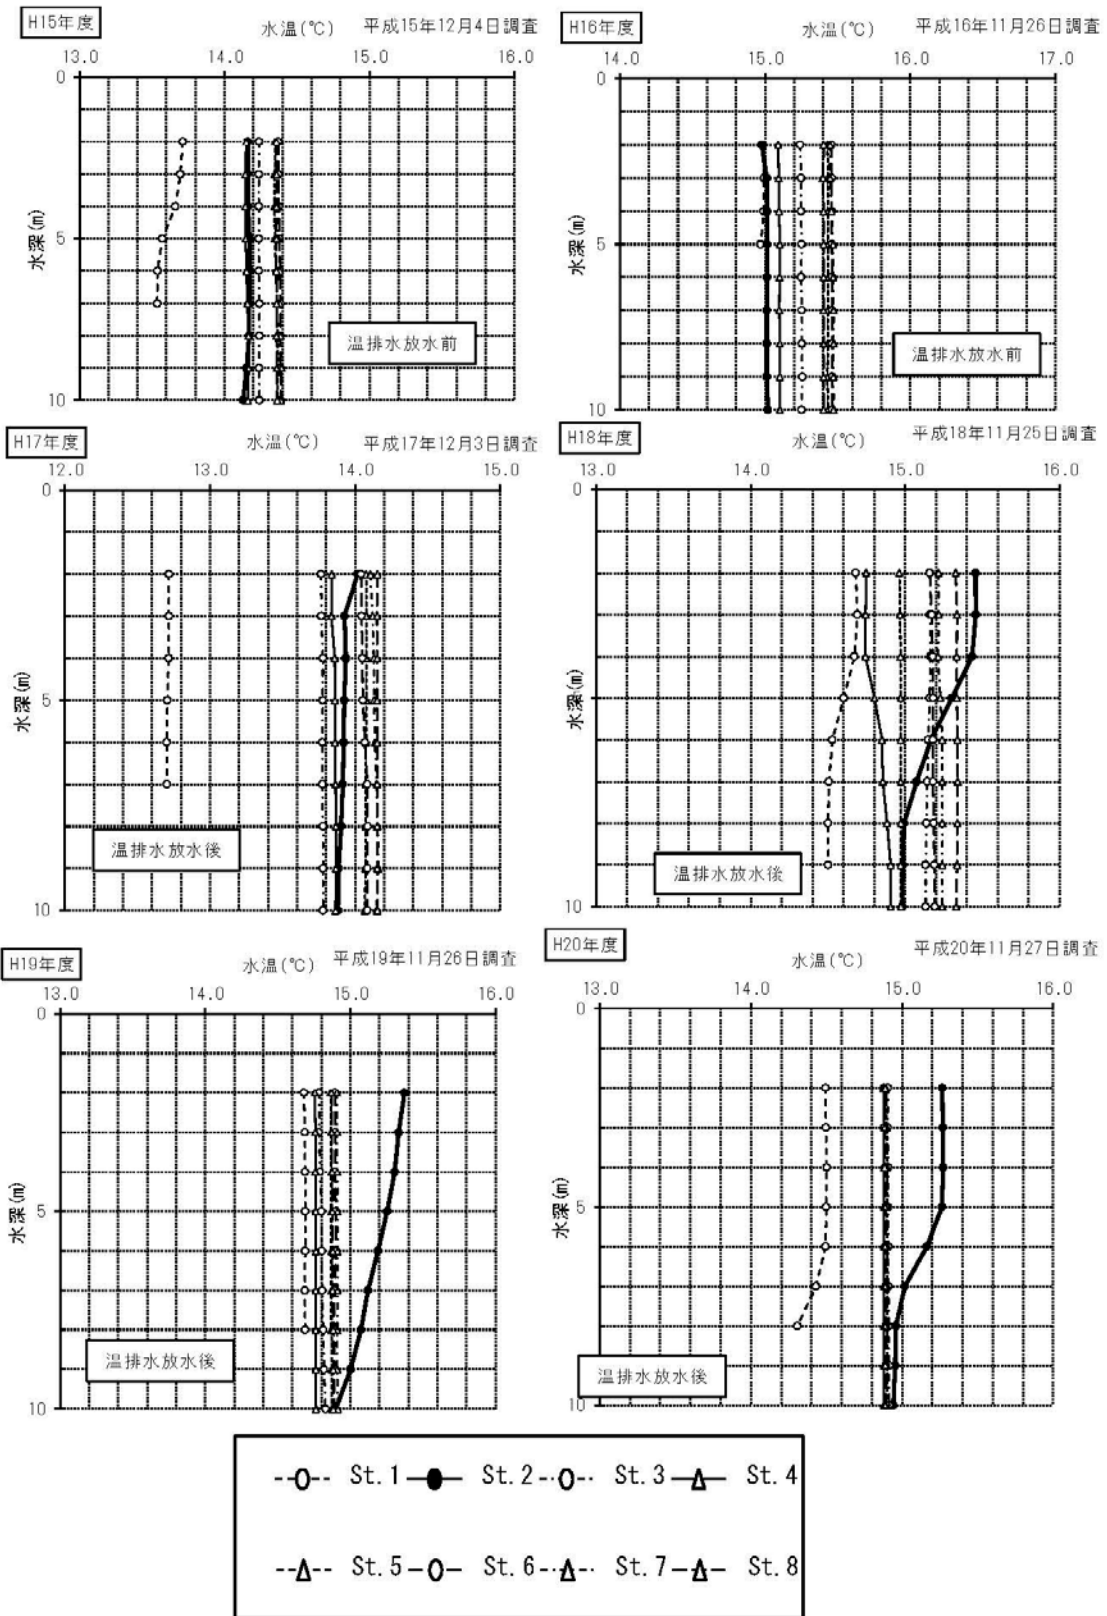 H15年度 水温(℃) 平成15年12月4日調査
13.0 14.0 15.0 16.0
0
5
10
水深(m)
温排水放水前
H16年度 水温(℃) 平成16年11月26日調査
14.0 15.0 16.0 17.0
0
5
10
水深(m)
温排水放水前
H17年度 水温(℃) 平成17年12月3日調査
12.0 13.0 14.0 15.0
0
5
10
水深(m)
温排水放水後
H18年度 水温(℃) 平成18年11月25日調査
13.0 14.0 15.0 16.0
0
5
10
水深(m)
温排水放水後
H19年度 水温(℃) 平成19年11月26日調査
13.0 14.0 15.0 16.0
0
5
10
水深(m)
温排水放水後
H20年度 水温(℃) 平成20年11月27日調査
13.0 14.0 15.0 16.0
0
5
10
水深(m)
温排水放水後
St.1 St.2 St.3 St.4
St.5 St.6 St.7 St.8